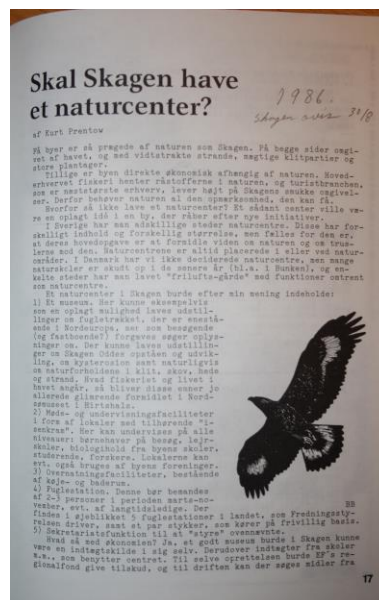 Skal Skagen have
et naturcenter?
1986.
Skagen avis 30/8
af Kurt Prentow
Få byer er så prægede af naturen som Skagen. På begge sider omgi-
vet af havet, og med vidtstrakte strande, mægtige klitpartier og
store plantager.
Tillige er byen direkte økonomisk afhængig af naturen. Hoved-
erhvervet fiskeri henter råstofferne i naturen, og turistbranchen,
som er næststørste erhverv, lever højt på Skagens smukke omgivel-
ser. Derfor behøver naturen al den opmærksomhed, den kan få.
Hvorfor så ikke lave et naturcenter? Et sådant center ville væ-
re en oplagt idé i en by, der råber efter nye initiativer.
I Sverige har man adskillige steder naturcentre. Disse har for-
skelligt indhold og forskellig størrelse, men fælles for dem er,
at deres hovedopgave er at formidle viden om naturen og om trus-
lerne mod den. Naturcentrene er altid placerede i eller ved natur-
områder. I Danmark har vi ikke deciderede naturcentre, men mange
naturskoler er skudt op i de senere år (bl.a. i Bunken), og en-
kelte steder har man lavet "frilufts-gårde" med funktioner omtrent
som naturcentre.
Et naturcenter i Skagen burde efter min mening indeholde:
1) Et museum. Her kunne eksempelvis
som en oplagt mulighed laves udstil-
linger om fugletrækket, der er enestå-
ende i Nordeuropa, men som besøgende
(og fastboende?) forgæves søger oplys-
ninger om. Der kunne laves udstillin-
ger om Skagen Oddes opståen og udvik-
ling, om kysterosion samt naturligvis
om naturforholdene i klit, skov, hede
og strand. Hvad fiskeriet og livet i
havet angår, så bliver disse emner jo
allerede glimrende formidlet i Nord-
sømuseet i Hirtshals.
2) Møde- og undervisningsfaciliteter
i form af lokaler med tilhørende
Her kan undervises på alle
niveauer: børnehaver på besøg, lejr-
skoler, biologihold fra byens skoler,
studerende, forskere. Lokalerne kan
evt. også bruges af byens foreninger.
3) Overnatningsfaciliteter, bestående
af køje- og baderum.
4) Fuglestation. Denne bør bemandes
af 2-3 personer i perioden marts-no-
vember, evt. af langtidsledige. Der
BB
findes i øjeblikket 5 fuglestationer i landet, som Fredningssty-
relsen driver, samt et par stykker, som kører på frivillig basis.
5) Sekretariatsfunktion til at "styre" ovennævnte.
Hvad så med økonomien? Ja, et godt museum burde i Skagen kunne
være en indtægtskilde i sig selv. Derudover indtægter fra skoler
m.v., som benytter centret. Til selve oprettelsen burde EF's re-
gionalfond give tilskud, og til driften kan der søges midler fra
17